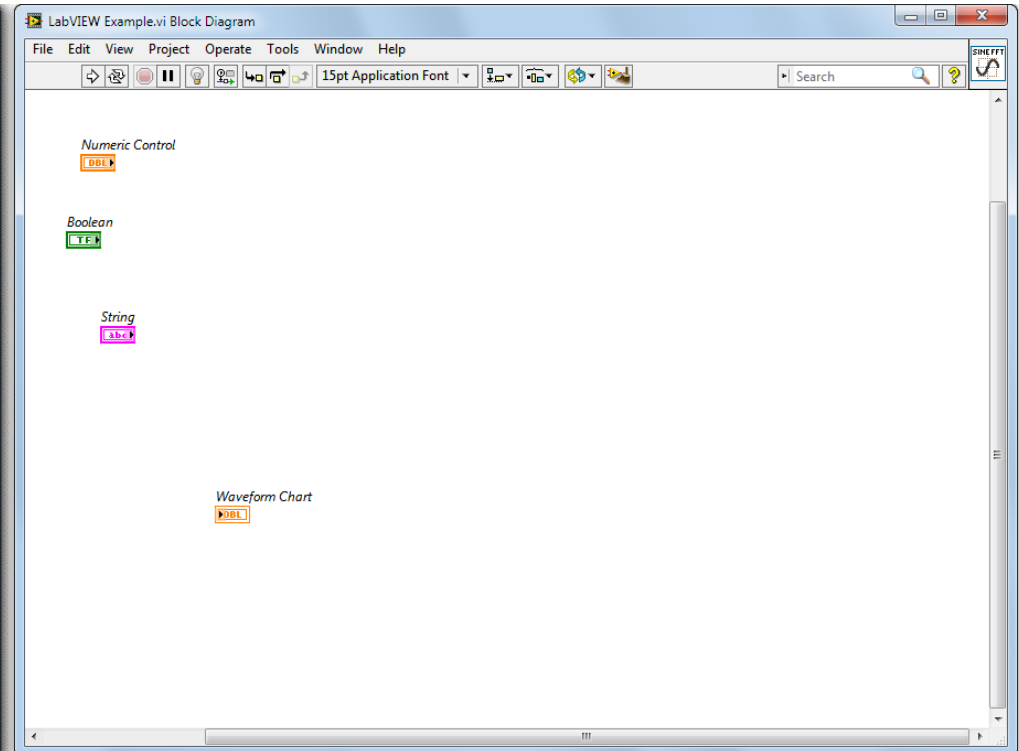 LabVIEW Example.vi Block Diagram
File Edit View Project Operate Tools Window Help
15pt Application Font
Search
?
SINE FFT
Numeric Control
DBL
Boolean
TF
String
abc
Waveform Chart
DBL